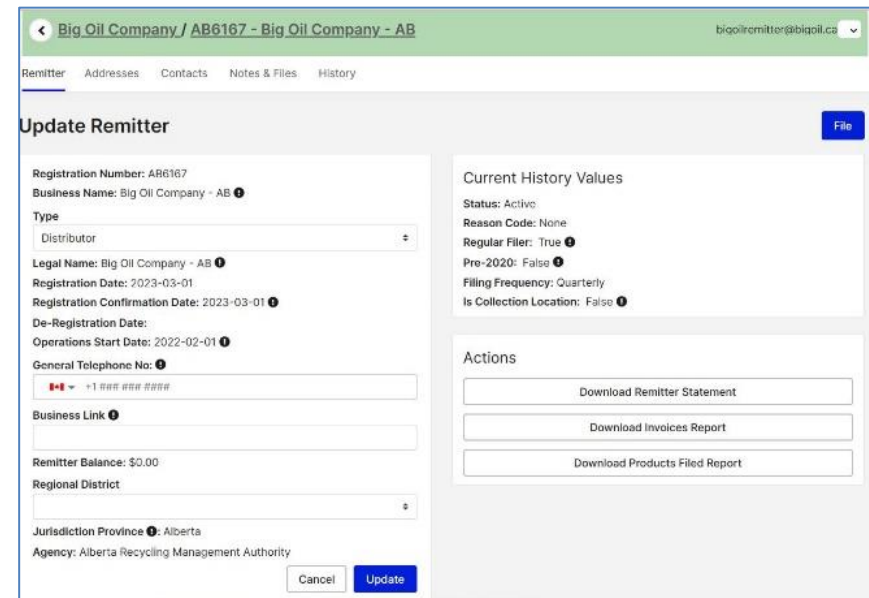 Big Oil Company / AB6167 - Big Oil Company - AB
bigoilremitter@bigoil.ca
Remitter Addresses Contacts Notes & Files History
Update Remitter
File
Registration Number: AB6167
Business Name: Big Oil Company - AB
Type
Distributor
Legal Name: Big Oil Company - AB
Registration Date: 2023-03-01
Registration Confirmation Date: 2023-03-01
De-Registration Date:
Operations Start Date: 2022-02-01
General Telephone No:
+1 ### ### ####
Business Link
Remitter Balance: $0.00
Regional District
Jurisdiction Province : Alberta
Agency: Alberta Recycling Management Authority
Cancel Update
Current History Values
Status: Active
Reason Code: None
Regular Filer: True
Pre-2020: False
Filing Frequency: Quarterly
Is Collection Location: False
Actions
Download Remitter Statement
Download Invoices Report
Download Products Filed Report